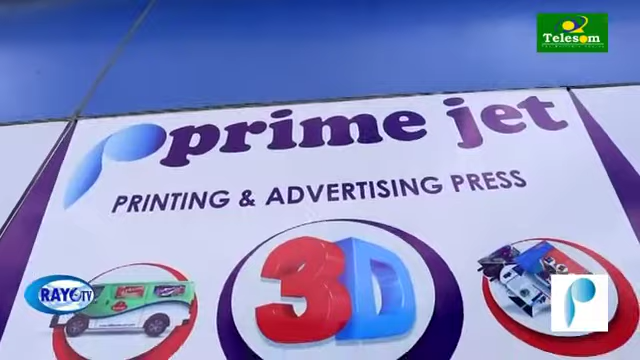 Telesom
prime jet
PRINTING & ADVERTISING PRESS
3D
RAYO TV